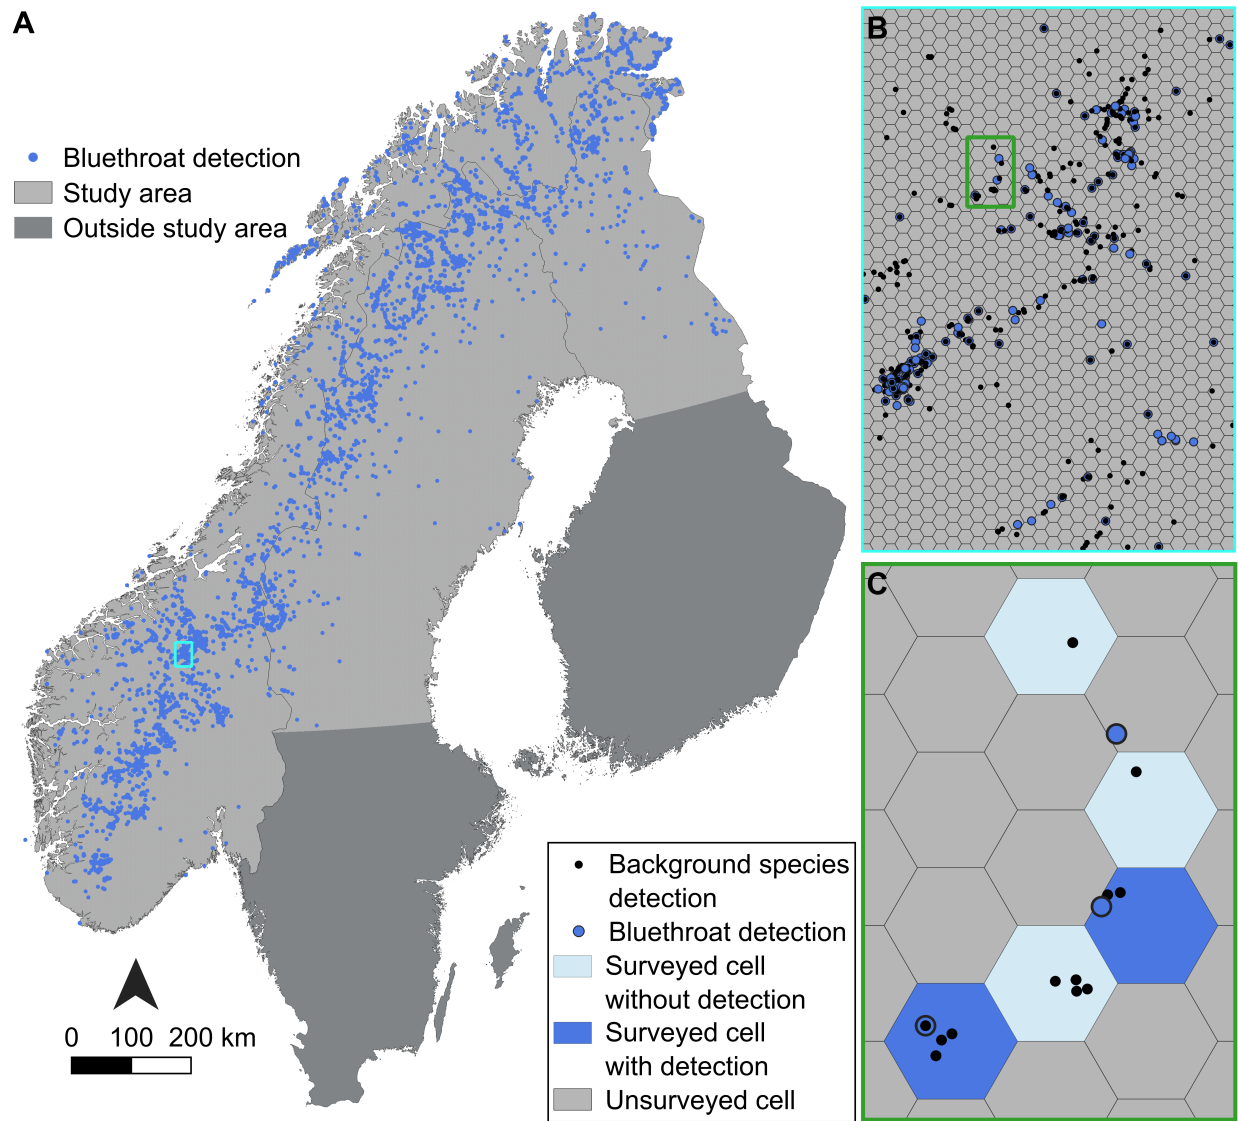 A
Bluethroat detection
Study area
Outside study area
0 100 200 km
B
C
Background species
detection
Bluethroat detection
Surveyed cell
without detection
Surveyed cell
with detection
Unsurveyed cell